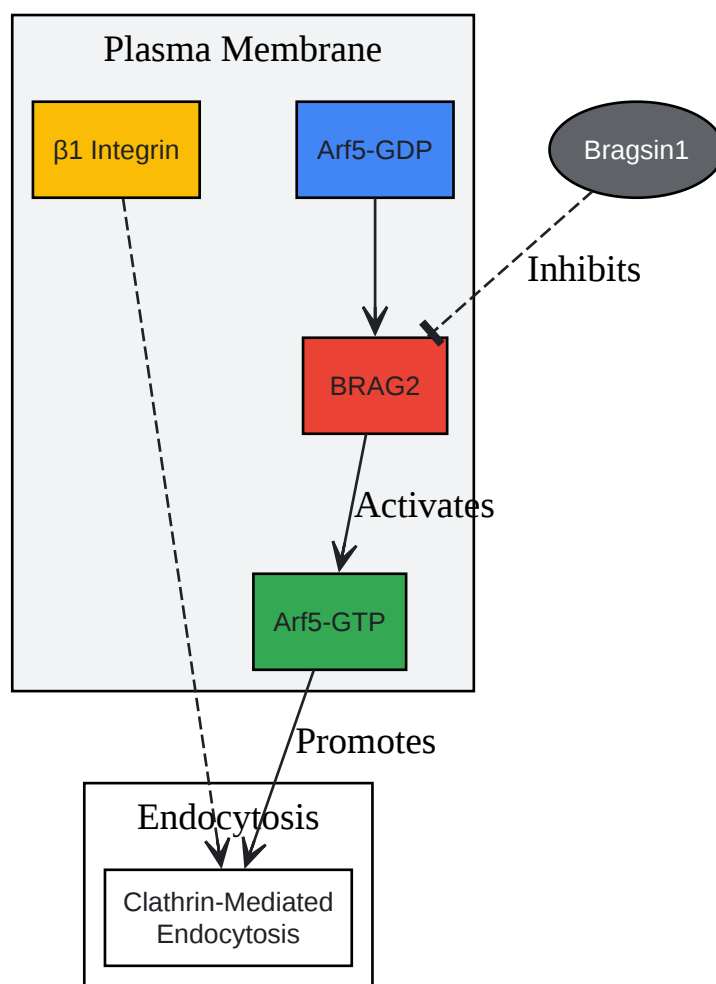 Plasma Membrane
β1 Integrin
Arf5-GDP
Bragsin1
Inhibits
BRAG2
Activates
Arf5-GTP
Promotes
Endocytosis
Clathrin-Mediated
Endocytosis